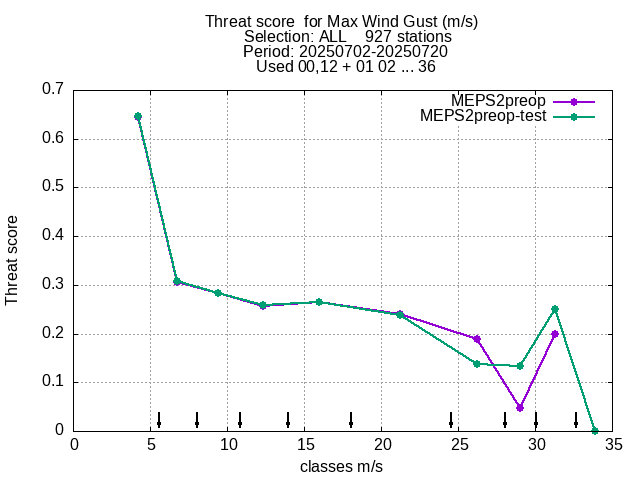 Threat score  for Max Wind Gust (m/s)
Selection: ALL    927 stations
Period: 20250702-20250720
Used 00,12 + 01 02 ... 36
MEPS2preop
MEPS2preop-test
Threat score
0.7
0.6
0.5
0.4
0.3
0.2
0.1
0
0 5 10 15 20 25 30 35
classes m/s